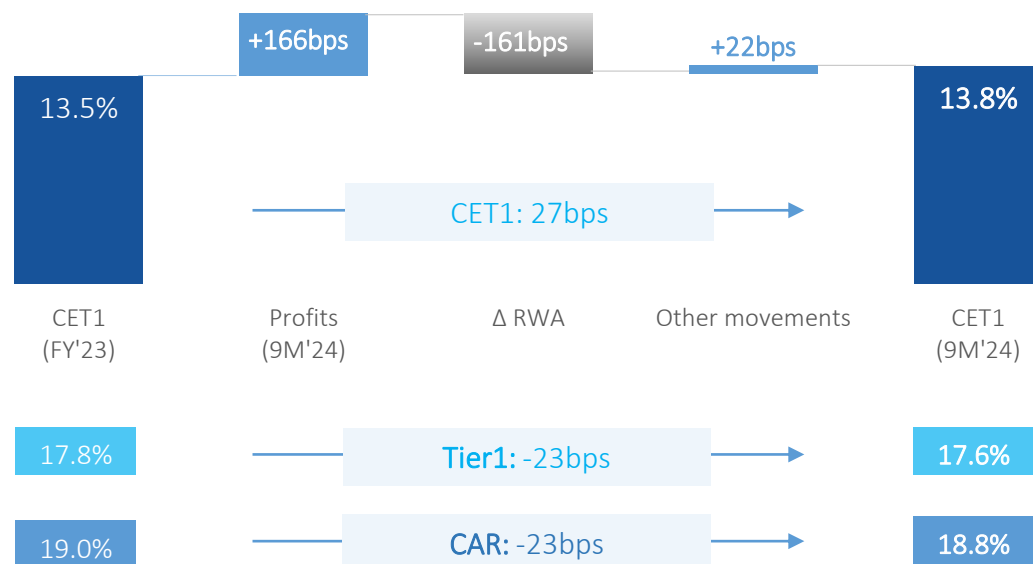 +166bps
-161bps
+22bps
13.5%
13.8%
CET1: 27bps
CET1
(FY'23)
Profits
(9M'24)
Δ RWA
Other movements
CET1
(9M'24)
17.8%
Tier1: -23bps
17.6%
19.0%
CAR: -23bps
18.8%